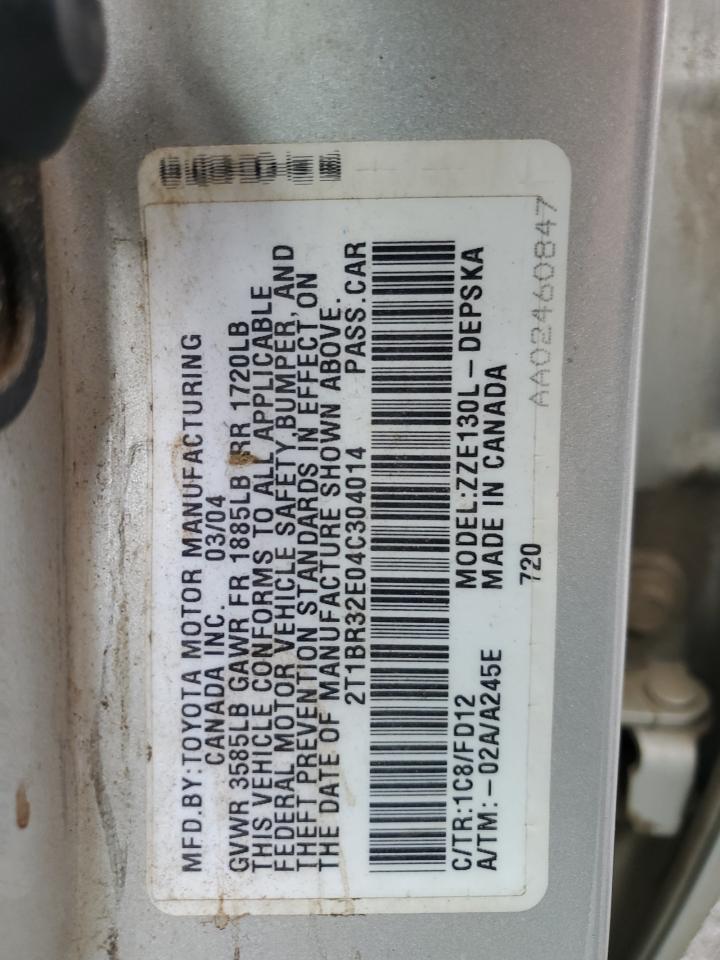 MFD.BY:TOYOTA MOTOR MANUFACTURING
CANADA INC. 03/04
GVWR 3585LB GAWR FR 1885LB RR 1720LB
THIS VEHICLE CONFORMS TO ALL APPLICABLE
FEDERAL MOTOR VEHICLE SAFETY, BUMPER, AND
THEFT PREVENTION STANDARDS IN EFFECT ON
THE DATE OF MANUFACTURE SHOWN ABOVE.
2T1BR32E04C304014 PASS.CAR
C/TR:1C8/FD12 MODEL:ZZE130L-DEPSKA
A/TM:-02A/A245E MADE IN CANADA
720
AA02460847